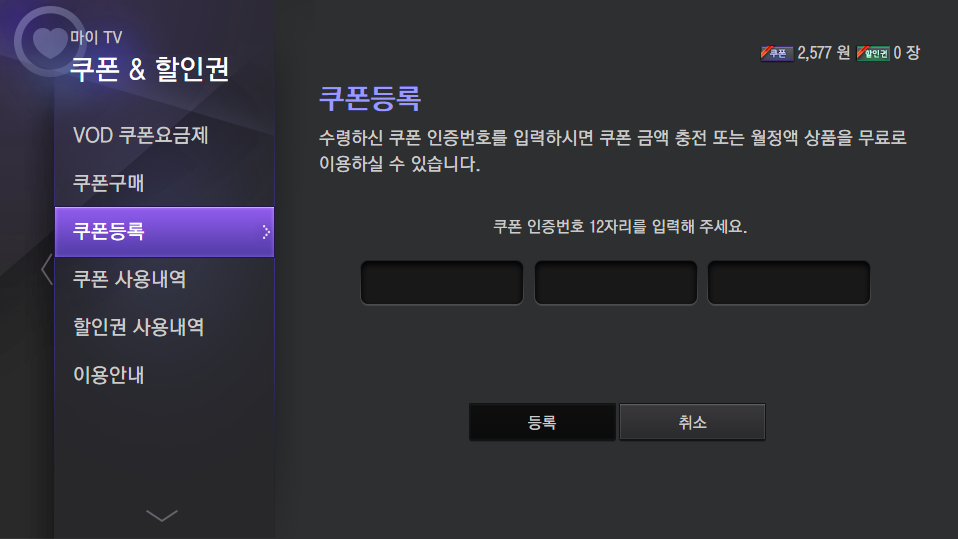 마이 TV
쿠폰 & 할인권
쿠폰 2,577 원 할인권 0 장
VOD 쿠폰요금제
쿠폰구매
쿠폰등록
쿠폰 사용내역
할인권 사용내역
이용안내
쿠폰등록
수령하신 쿠폰 인증번호를 입력하시면 쿠폰 금액 충전 또는 월정액 상품을 무료로
이용하실 수 있습니다.
쿠폰 인증번호 12자리를 입력해 주세요.
등록 취소